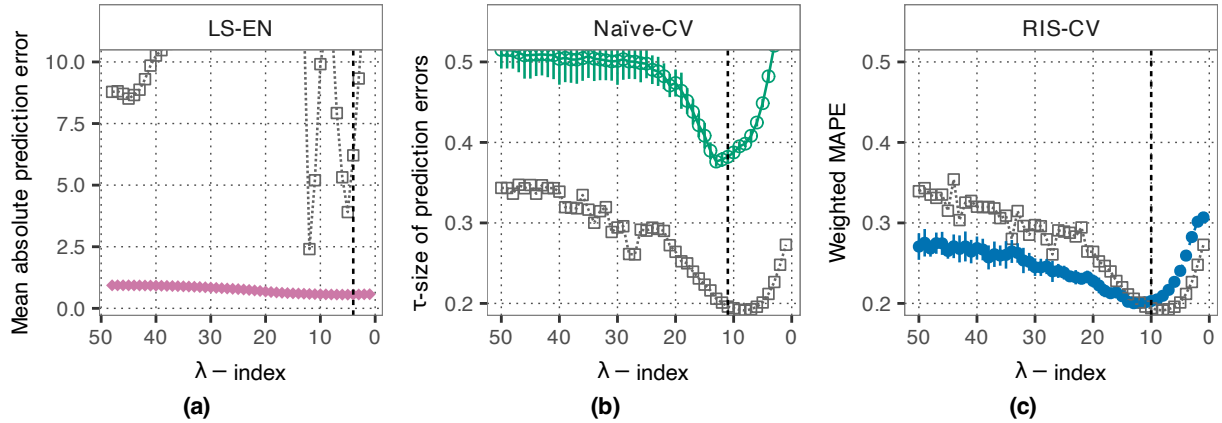 LS-EN
Mean absolute prediction error
10.0
7.5
5.0
2.5
0.0
50 40 30 20 10 0
λ – index
(a)
Naïve-CV
τ-size of prediction errors
0.5
0.4
0.3
0.2
50 40 30 20 10 0
λ – index
(b)
RIS-CV
Weighted MAPE
0.5
0.4
0.3
0.2
50 40 30 20 10 0
λ – index
(c)